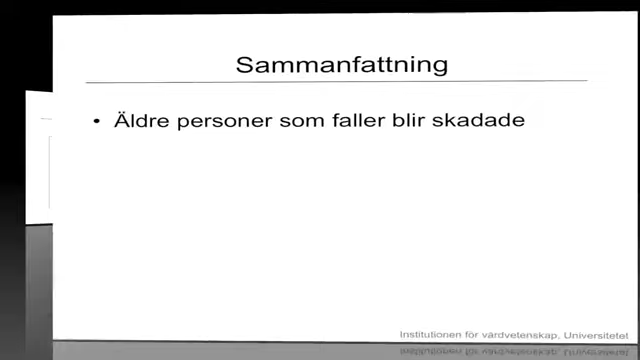 Sammanfattning
• Äldre personer som faller blir skadade
Institutionen för vårdvetenskap, Universitetet